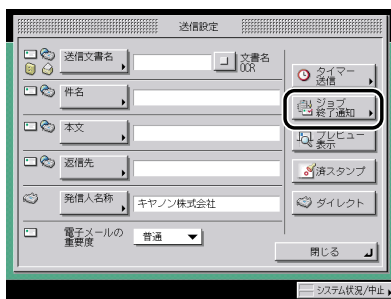 送信設定
送信文書名
文書名
OCR
タイマー
送信
件名
ジョブ
終了通知
本文
プレビュー
表示
返信先
済スタンプ
発信人名称
キヤノン株式会社
ダイレクト
電子メールの
重要度
普通
閉じる
システム状況/中止